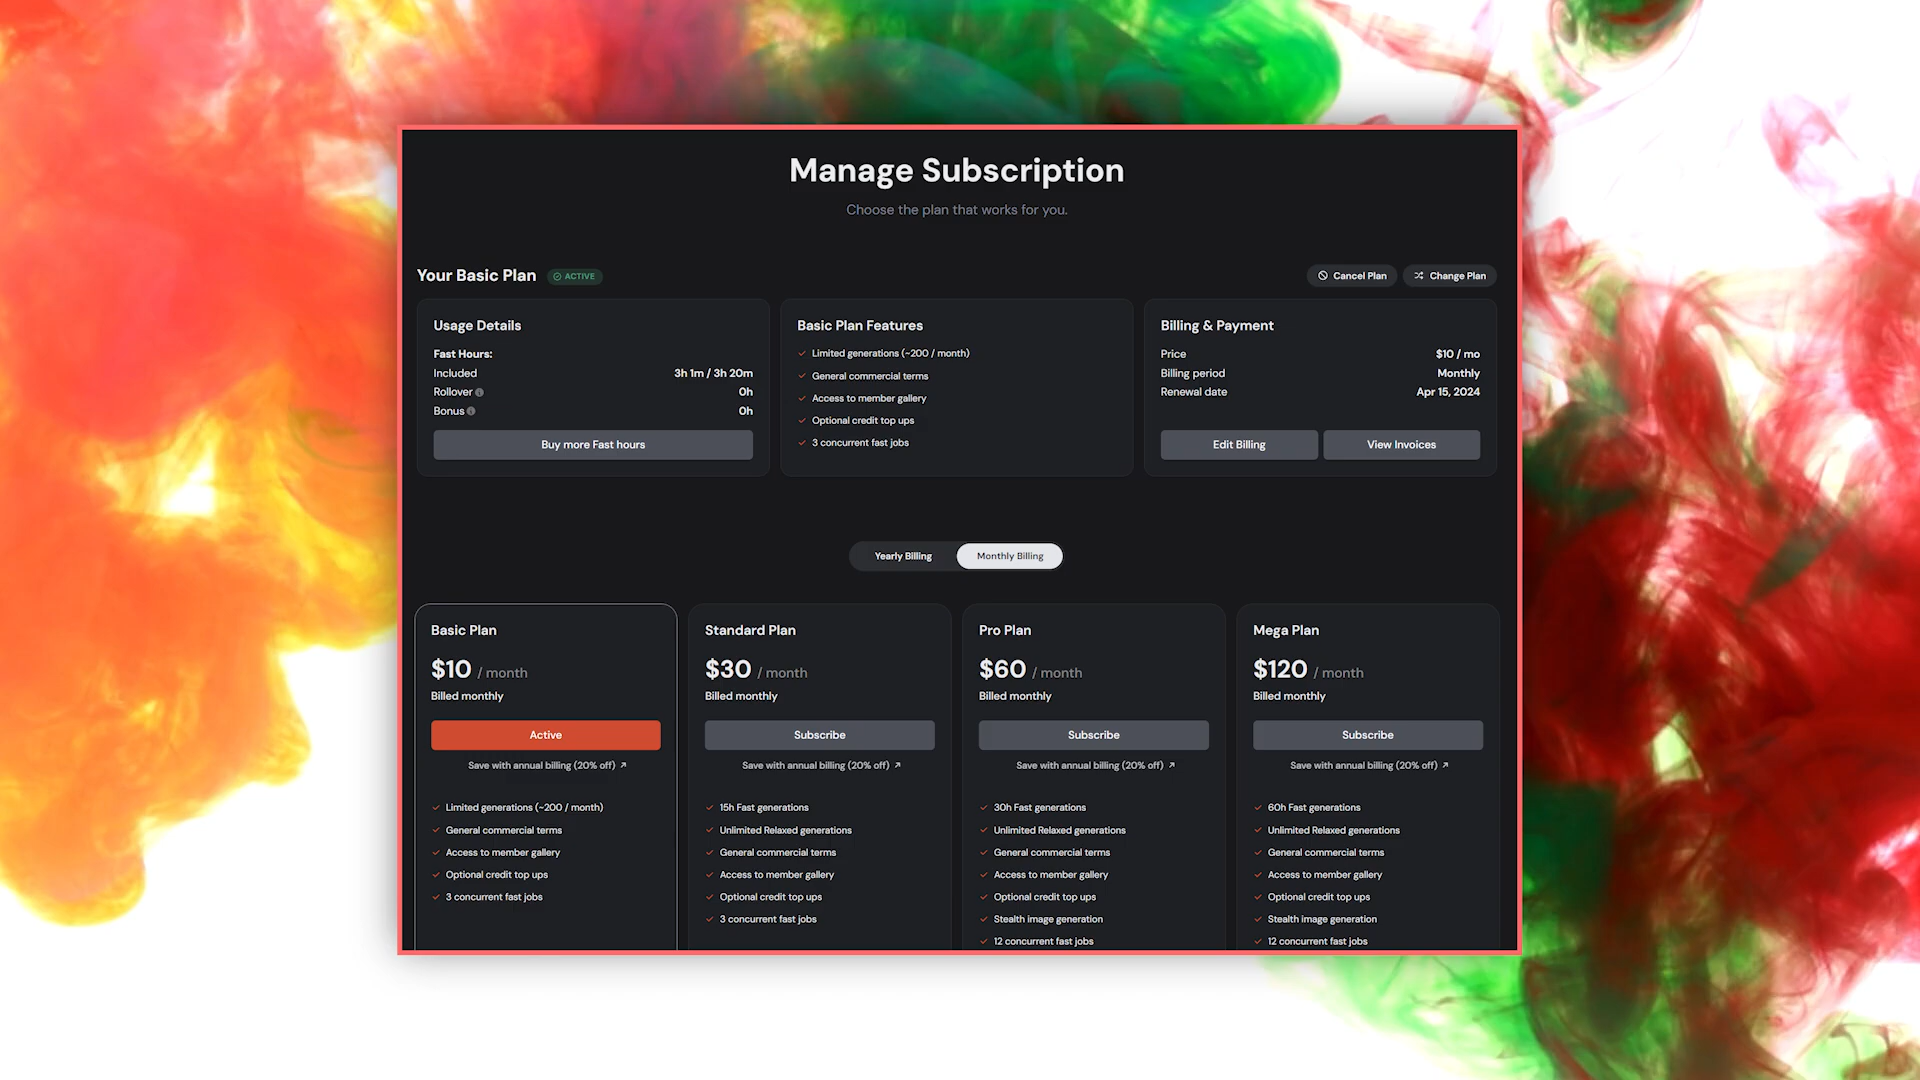 Manage Subscription
Choose the plan that works for you.
Your Basic Plan ACTIVE
Cancel Plan Change Plan
Usage Details
Fast Hours:
Included 3h 1m / 3h 20m
Rollover 0h
Bonus 0h
Buy more Fast hours
Basic Plan Features
Limited generations (~200 / month)
General commercial terms
Access to member gallery
Optional credit top ups
3 concurrent fast jobs
Billing & Payment
Price $10 / mo
Billing period Monthly
Renewal date Apr 15, 2024
Edit Billing View Invoices
Yearly Billing Monthly Billing
Basic Plan
$10 / month
Billed monthly
Active
Save with annual billing (20% off) ↗
Limited generations (~200 / month)
General commercial terms
Access to member gallery
Optional credit top ups
3 concurrent fast jobs
Standard Plan
$30 / month
Billed monthly
Subscribe
Save with annual billing (20% off) ↗
15h Fast generations
Unlimited Relaxed generations
General commercial terms
Access to member gallery
Optional credit top ups
3 concurrent fast jobs
Pro Plan
$60 / month
Billed monthly
Subscribe
Save with annual billing (20% off) ↗
30h Fast generations
Unlimited Relaxed generations
General commercial terms
Access to member gallery
Optional credit top ups
Stealth image generation
12 concurrent fast jobs
Mega Plan
$120 / month
Billed monthly
Subscribe
Save with annual billing (20% off) ↗
60h Fast generations
Unlimited Relaxed generations
General commercial terms
Access to member gallery
Optional credit top ups
Stealth image generation
12 concurrent fast jobs